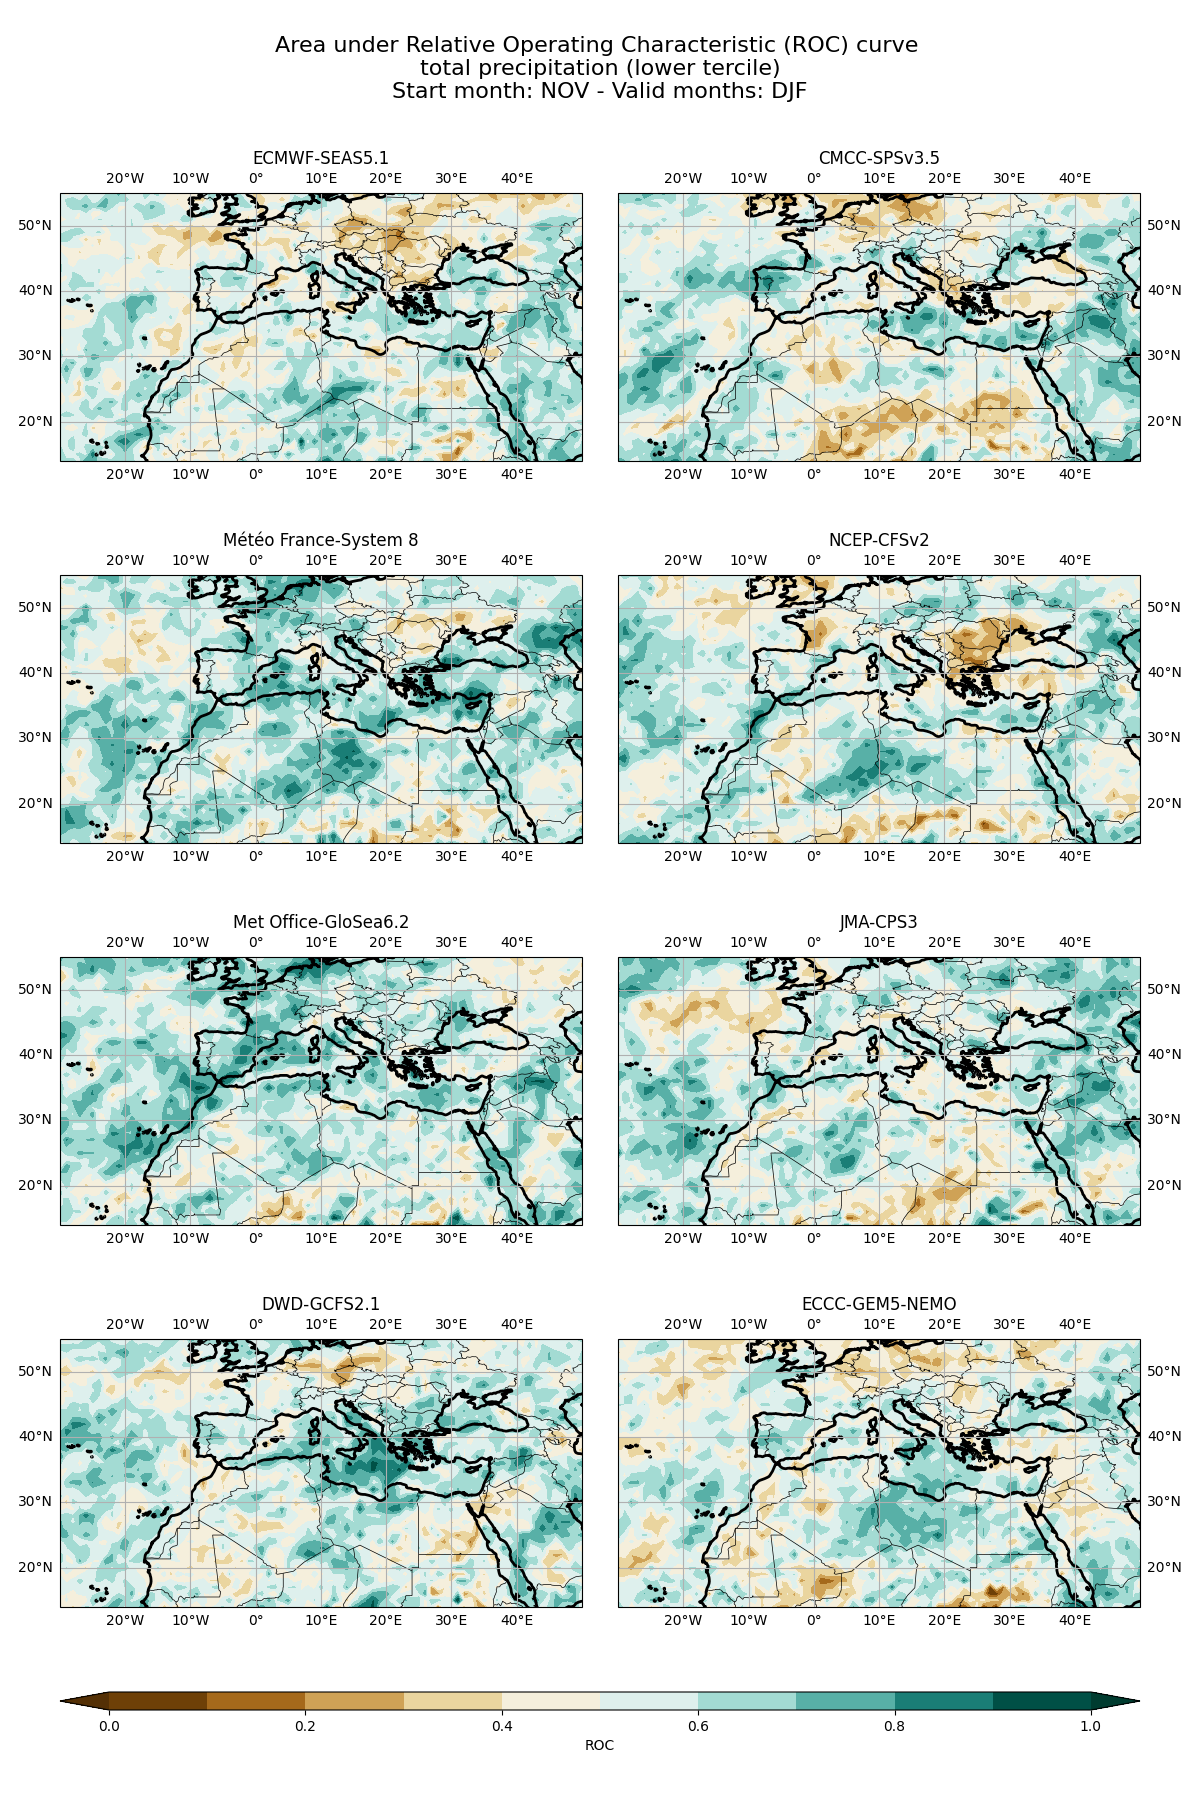 Area under Relative Operating Characteristic (ROC) curve
total precipitation (lower tercile)
Start month: NOV - Valid months: DJF
ECMWF-SEAS5.1
20°W 10°W 0° 10°E 20°E 30°E 40°E
50°N
40°N
30°N
20°N
20°W 10°W 0° 10°E 20°E 30°E 40°E
CMCC-SPSv3.5
20°W 10°W 0° 10°E 20°E 30°E 40°E
50°N
40°N
30°N
20°N
20°W 10°W 0° 10°E 20°E 30°E 40°E
Météo France-System 8
20°W 10°W 0° 10°E 20°E 30°E 40°E
50°N
40°N
30°N
20°N
20°W 10°W 0° 10°E 20°E 30°E 40°E
NCEP-CFSv2
20°W 10°W 0° 10°E 20°E 30°E 40°E
50°N
40°N
30°N
20°N
20°W 10°W 0° 10°E 20°E 30°E 40°E
Met Office-GloSea6.2
20°W 10°W 0° 10°E 20°E 30°E 40°E
50°N
40°N
30°N
20°N
20°W 10°W 0° 10°E 20°E 30°E 40°E
JMA-CPS3
20°W 10°W 0° 10°E 20°E 30°E 40°E
50°N
40°N
30°N
20°N
20°W 10°W 0° 10°E 20°E 30°E 40°E
DWD-GCFS2.1
20°W 10°W 0° 10°E 20°E 30°E 40°E
50°N
40°N
30°N
20°N
20°W 10°W 0° 10°E 20°E 30°E 40°E
ECCC-GEM5-NEMO
20°W 10°W 0° 10°E 20°E 30°E 40°E
50°N
40°N
30°N
20°N
20°W 10°W 0° 10°E 20°E 30°E 40°E
0.0 0.2 0.4 0.6 0.8 1.0
ROC